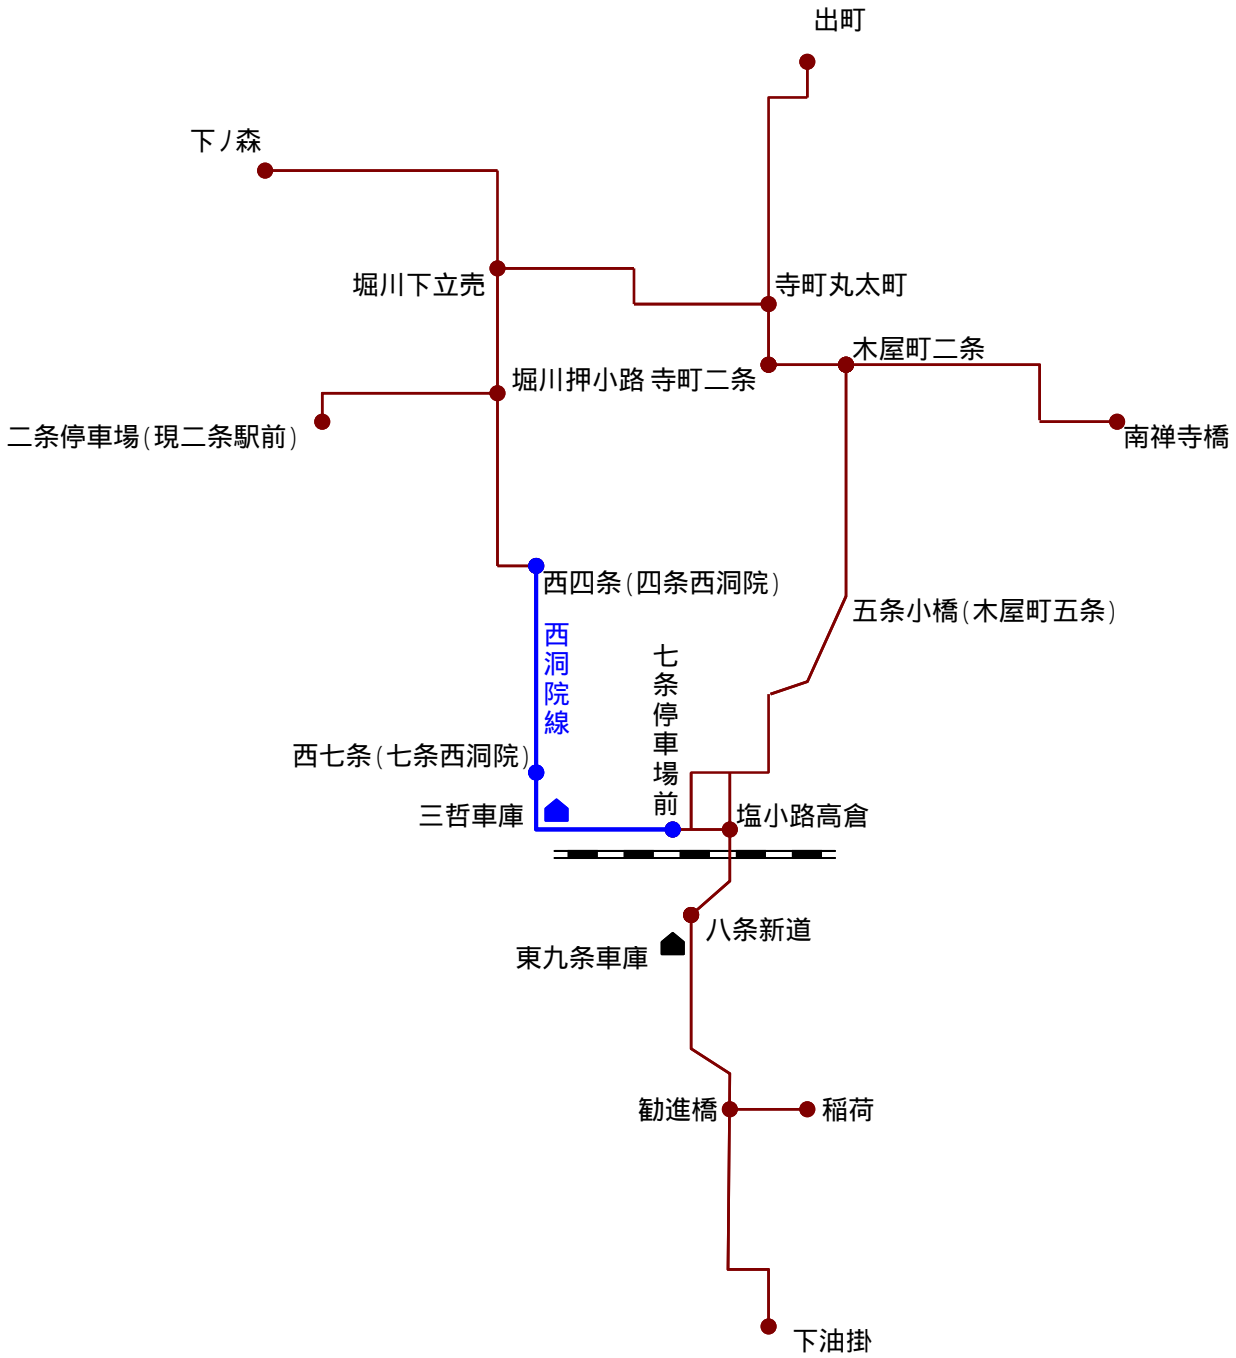 出町
下ノ森
堀川下立売
寺町丸太町
木屋町二条
堀川押小路
寺町二条
二条停車場(現二条駅前)
南禅寺橋
西四条(四条西洞院)
五条小橋(木屋町五条)
西洞院線
七条停車場前
西七条(七条西洞院)
三哲車庫
塩小路高倉
八条新道
東九条車庫
勧進橋
稲荷
下油掛